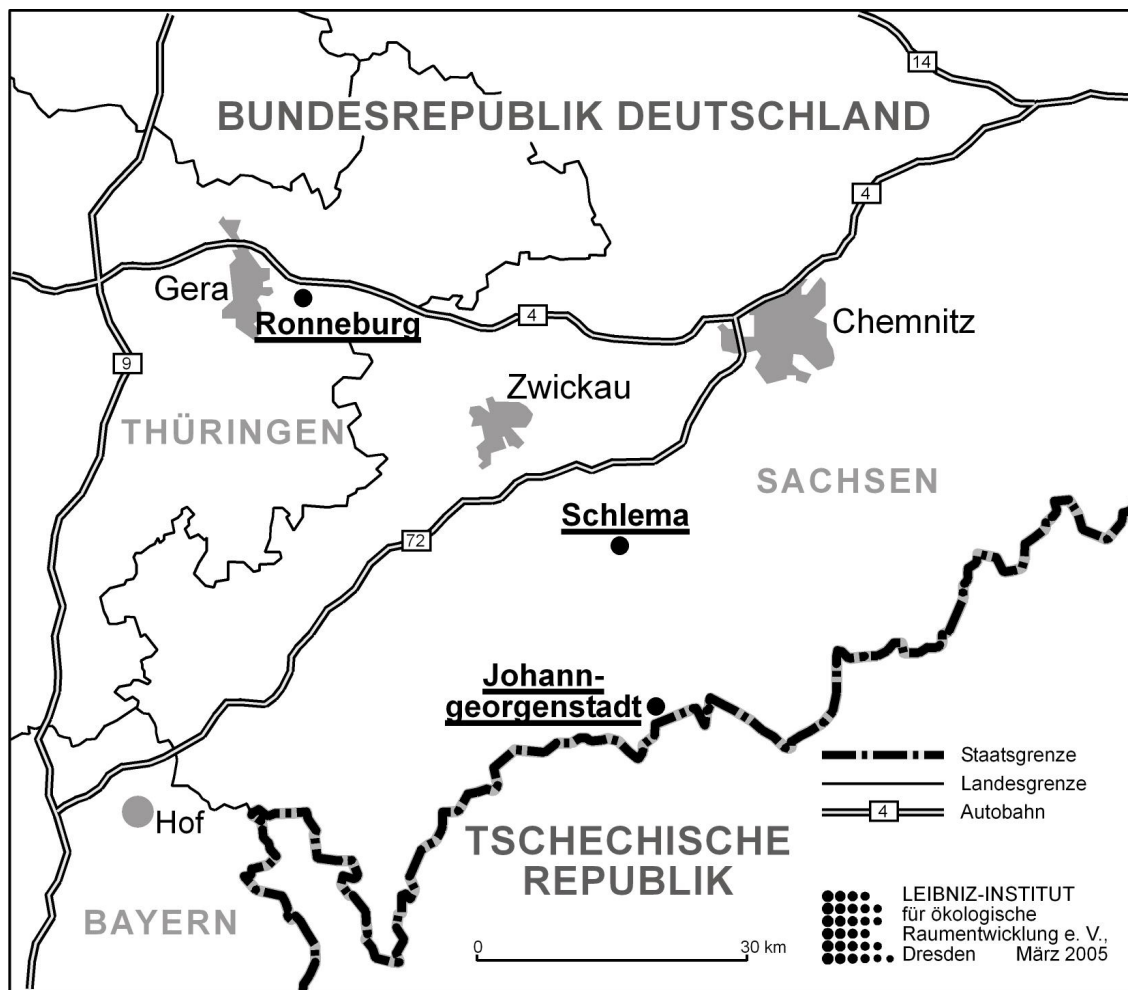 14
BUNDESREPUBLIK DEUTSCHLAND
4
Gera
Ronneburg
4
Chemnitz
9
Zwickau
THÜRINGEN
SACHSEN
Schlema
72
Johann-
georgenstadt
Staatsgrenze
Landesgrenze
4 Autobahn
Hof
TSCHECHISCHE
REPUBLIK
BAYERN
0 30 km
LEIBNIZ-INSTITUT
für ökologische
Raumentwicklung e. V.,
Dresden März 2005